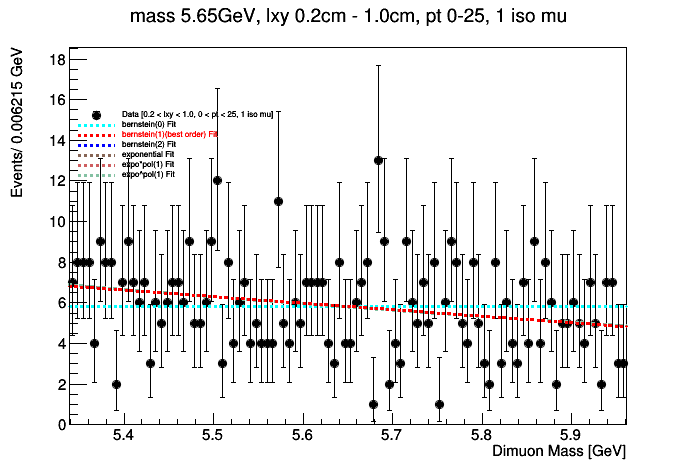 mass 5.65GeV, lxy 0.2cm - 1.0cm, pt 0-25, 1 iso mu
Events/ 0.006215 GeV
18
16
14
12
10
8
6
4
2
0
Data [0.2 < lxy < 1.0, 0 < pt < 25, 1 iso mu]
bernstein(0) Fit
bernstein(1)(best order) Fit
bernstein(2) Fit
exponential Fit
expo*pol(1) Fit
expo^pol(1) Fit
5.4 5.5 5.6 5.7 5.8 5.9
Dimuon Mass [GeV]